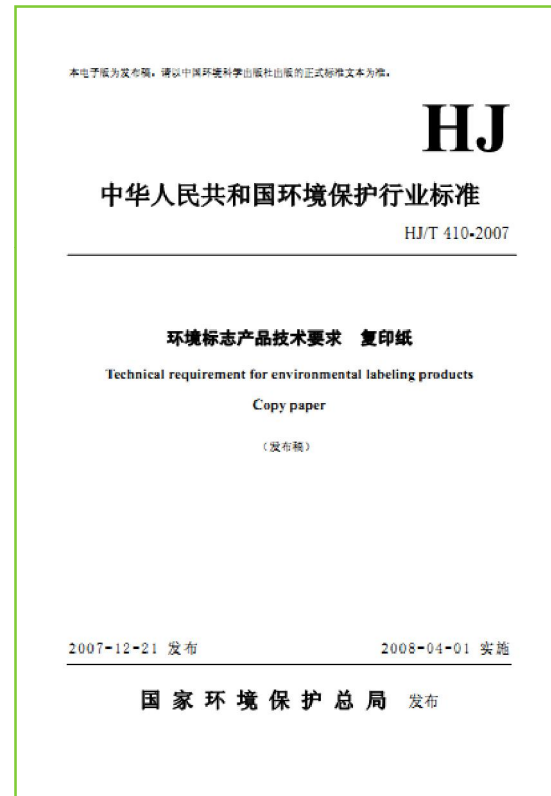 本电子版为发布稿。请以中国环境科学出版社出版的正式标准文本为准。
HJ
中华人民共和国环境保护行业标准
HJ/T 410-2007
环境标志产品技术要求 复印纸
Technical requirement for environmental labeling products
Copy paper
（发布稿）
2007-12-21 发布 2008-04-01 实施
国家环境保护总局 发布